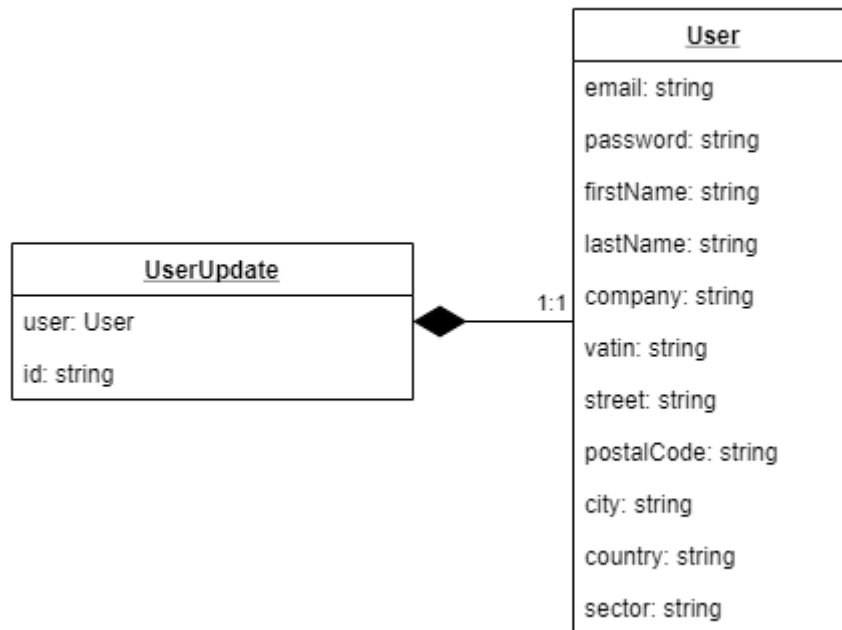 User
email: string
password: string
firstName: string
lastName: string
company: string
vatin: string
street: string
postalCode: string
city: string
country: string
sector: string
UserUpdate
user: User
id: string
1:1